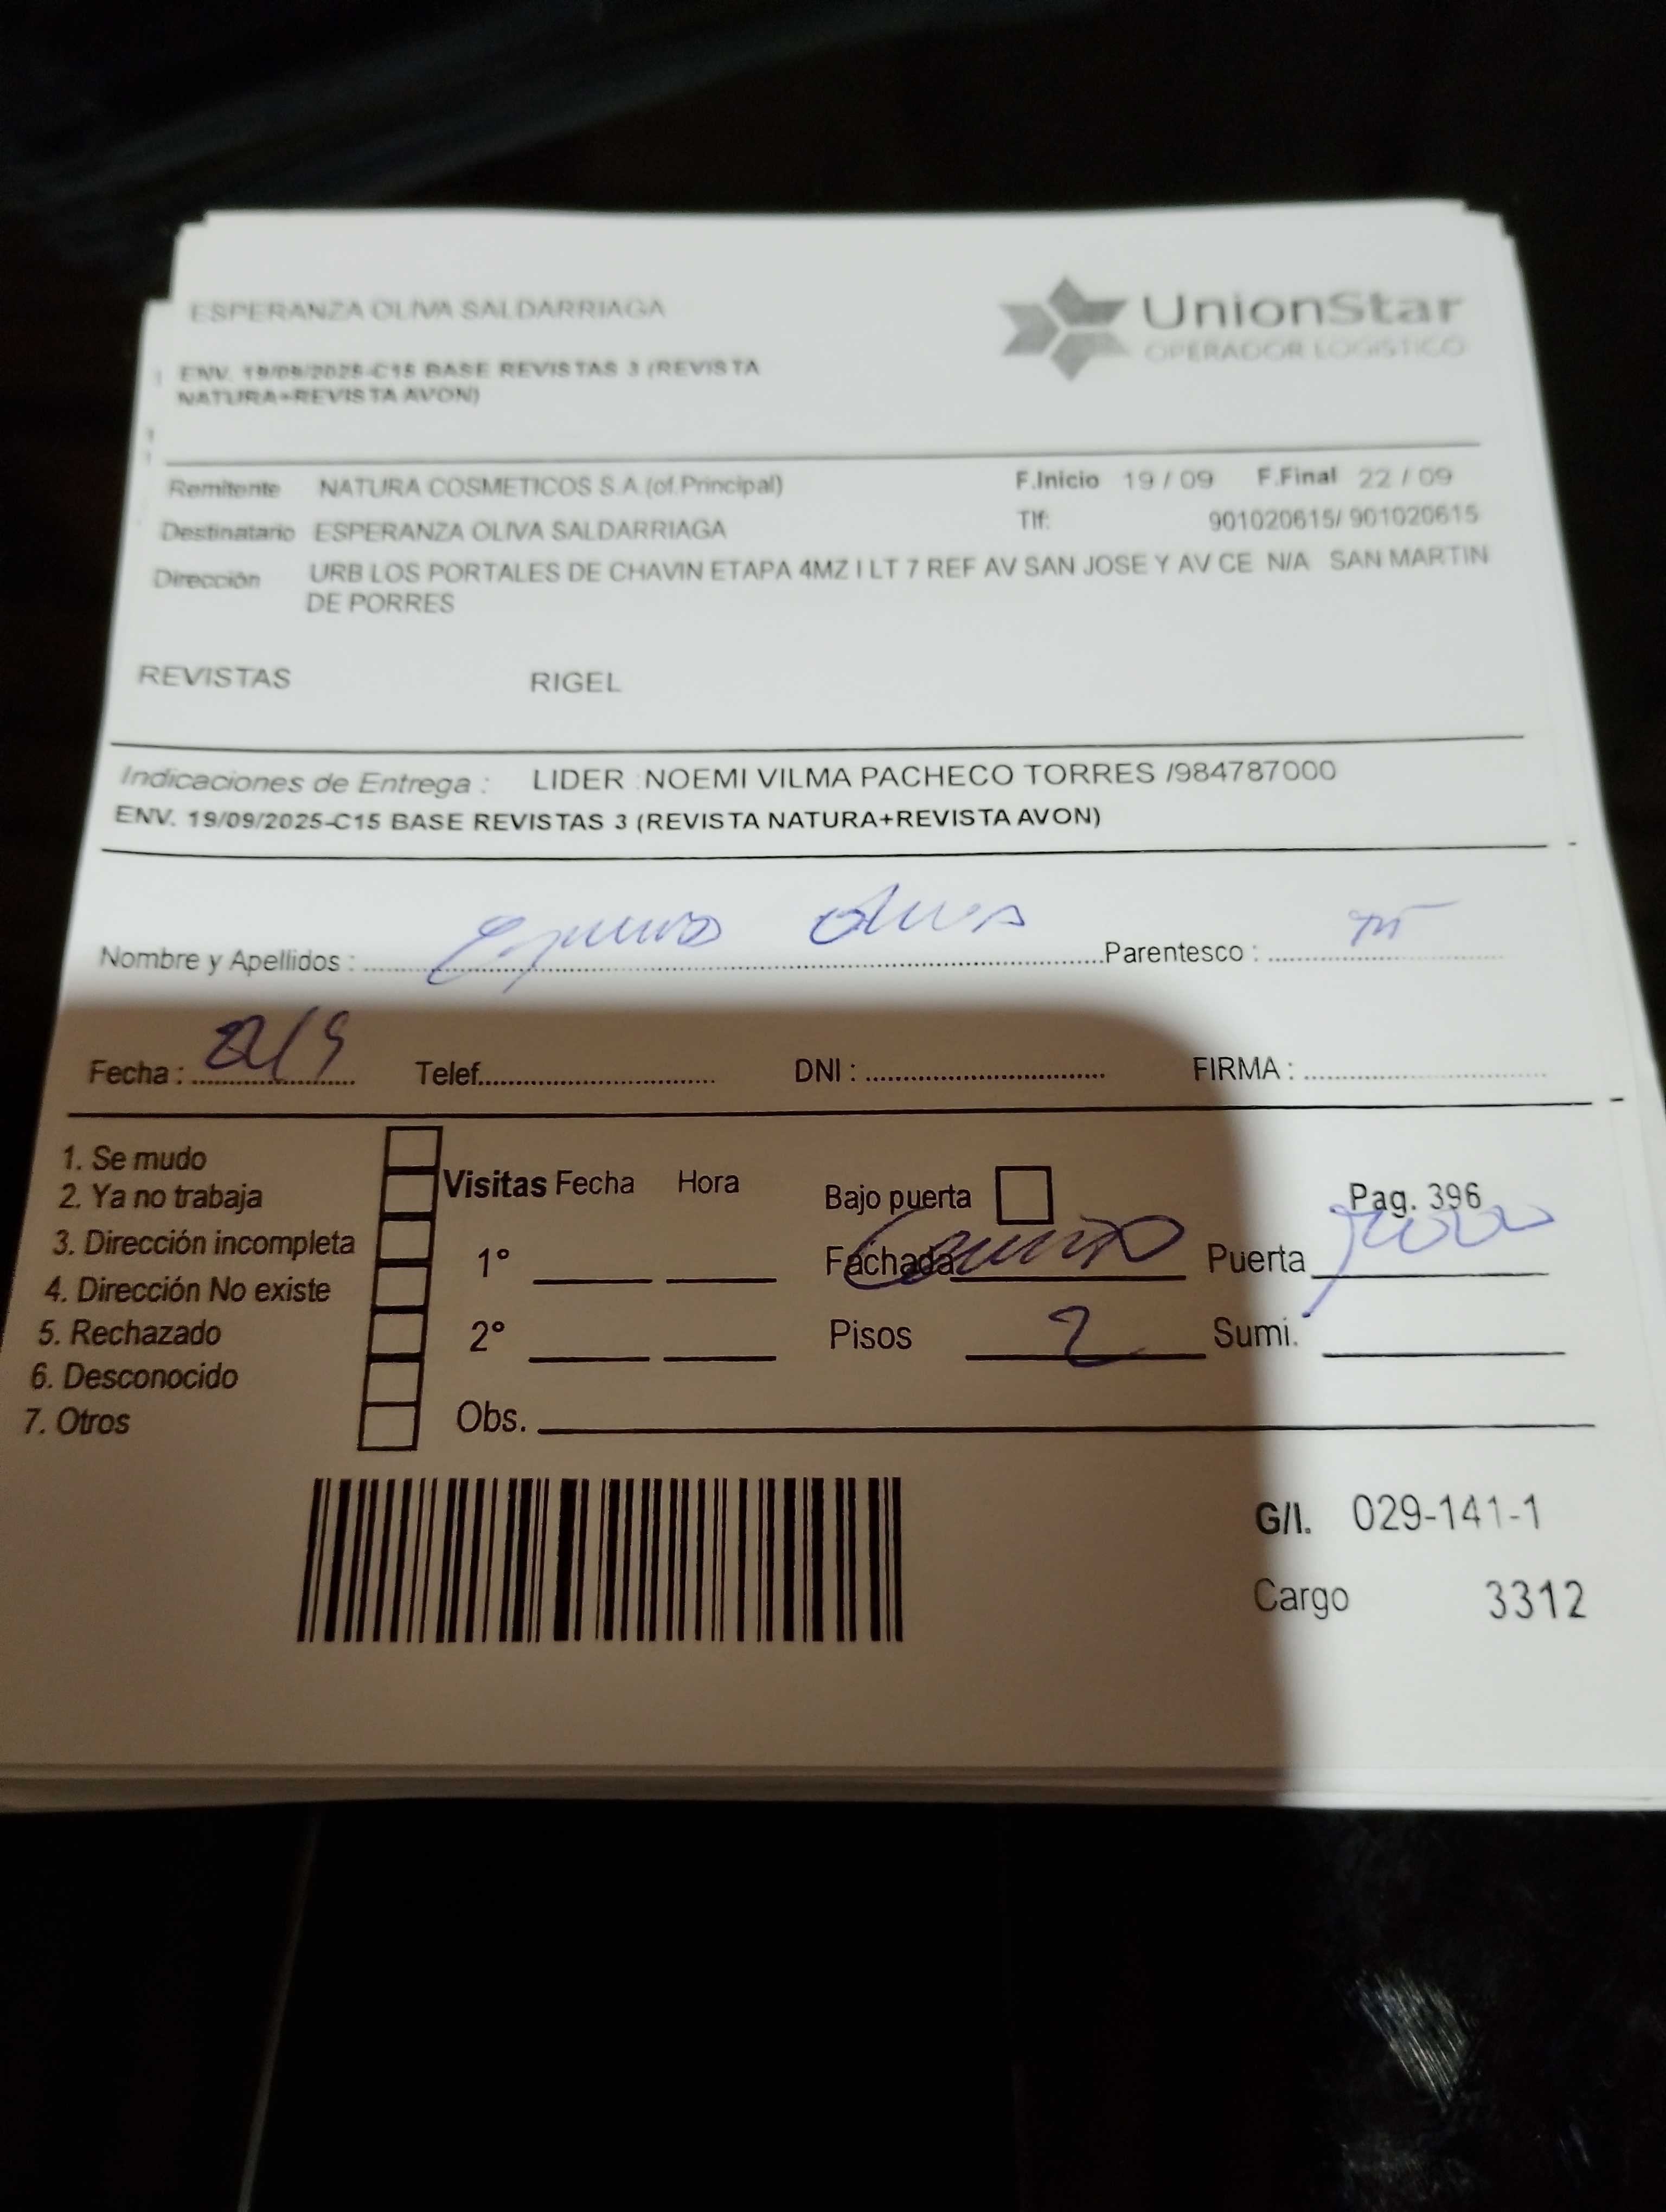 ESPERANZA OLIVA SALDARRIAGA
UnionStar
OPERADOR LOGISTICO
ENV. 19/09/2025-C15 BASE REVISTAS 3 (REVISTA
NATURA+REVISTA AVON)
Remitente NATURA COSMETICOS S.A (of.Principal) F.Inicio 19 / 09 F.Final 22 / 09
Destinatario ESPERANZA OLIVA SALDARRIAGA Tlf: 901020615/ 901020615
Dirección URB LOS PORTALES DE CHAVIN ETAPA 4MZ I LT 7 REF AV SAN JOSE Y AV CE N/A SAN MARTIN
DE PORRES
REVISTAS RIGEL
Indicaciones de Entrega : LIDER :NOEMI VILMA PACHECO TORRES /984787000
ENV. 19/09/2025-C15 BASE REVISTAS 3 (REVISTA NATURA+REVISTA AVON)
Nombre y Apellidos : Esperanza Oliva Parentesco : TT
Fecha : 22/9 Telef. DNI : FIRMA :
1. Se mudo
2. Ya no trabaja
3. Dirección incompleta
4. Dirección No existe
5. Rechazado
6. Desconocido
7. Otros
Visitas Fecha Hora
1°
2°
Obs.
Bajo puerta Pag. 396
Fachada Puerta
Pisos 2 Sumi.
G/I. 029-141-1
Cargo 3312